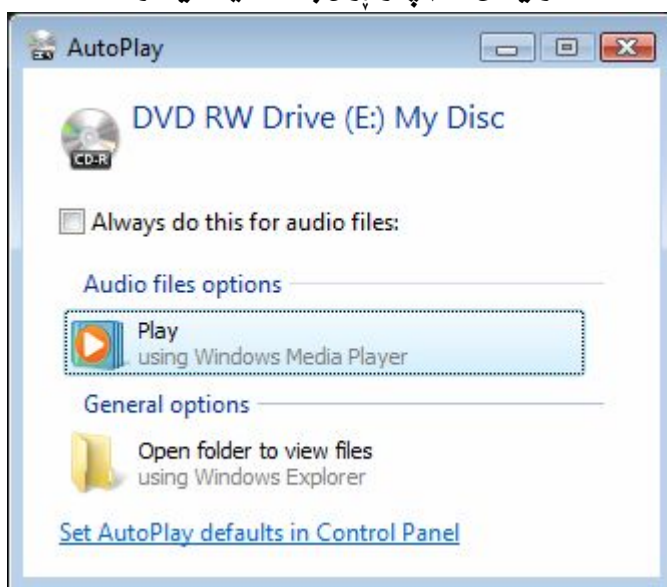 AutoPlay
DVD RW Drive (E:) My Disc
CD-R
Always do this for audio files:
Audio files options
Play
using Windows Media Player
General options
Open folder to view files
using Windows Explorer
Set AutoPlay defaults in Control Panel